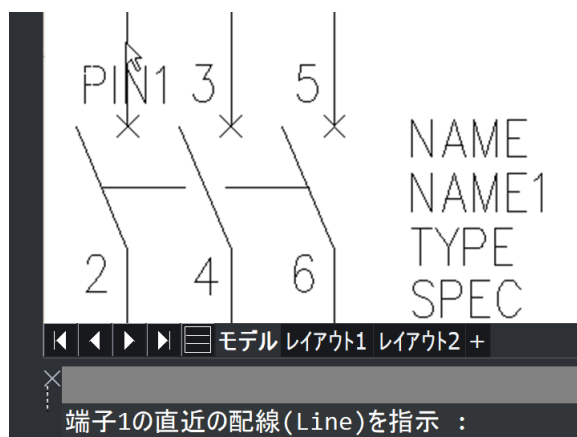 PIN1 3 5
NAME
NAME1
TYPE
2 4 6
SPEC
モデル レイアウト1 レイアウト2 +
端子1の直近の配線(Line)を指示 :